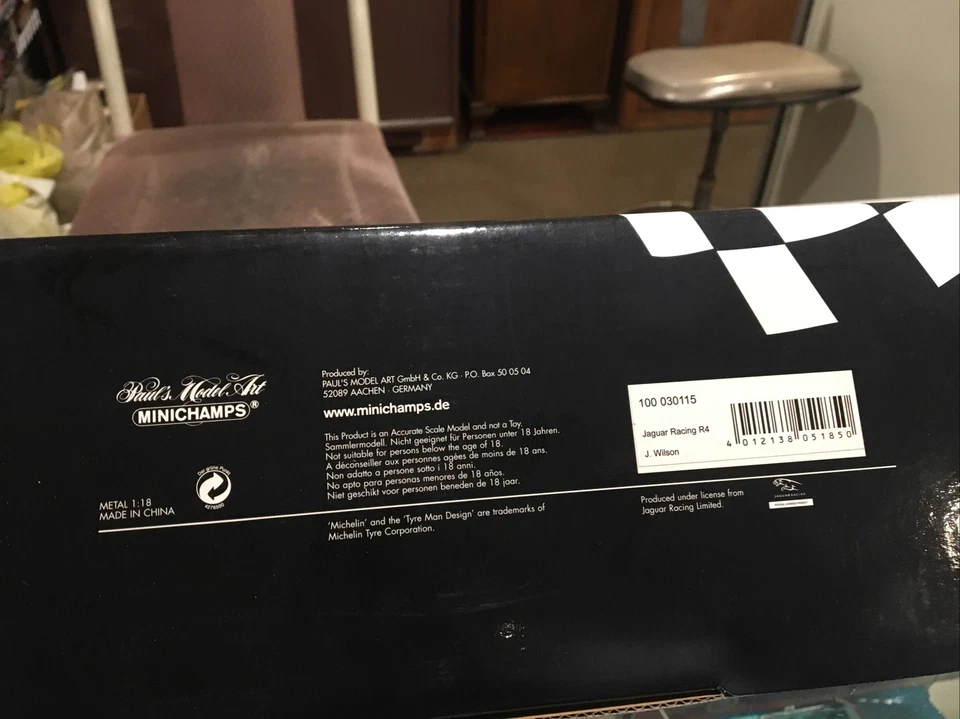 Paul's Model Art
MINICHAMPS®
METAL 1:18
MADE IN CHINA
Der Grüne Punkt
Produced by:
PAUL'S MODEL ART GmbH & Co. KG · P.O. Box 50 05 04
52089 AACHEN · GERMANY
www.minichamps.de
This Product is an Accurate Scale Model and not a Toy.
Sammlermodell. Nicht geeignet für Personen unter 18 Jahren.
Not suitable for persons below the age of 18.
A déconseiller aux personnes agées de moins de 18 ans.
Non adatto a persone sotto i 18 anni.
No apto para personas menores de 18 años.
Niet geschikt voor personen beneden de 18 jaar.
'Michelin' and the 'Tyre Man Design' are trademarks of
Michelin Tyre Corporation.
100 030115
Jaguar Racing R4
J. Wilson
4 012138 051850
Produced under license from
Jaguar Racing Limited.
JAGUAR RACING